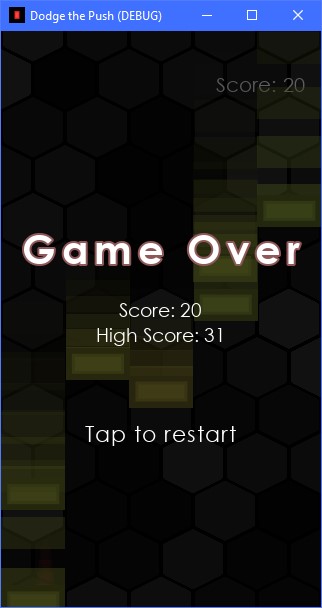 Dodge the Push (DEBUG)
Score: 20
Game Over
Score: 20
High Score: 31
Tap to restart